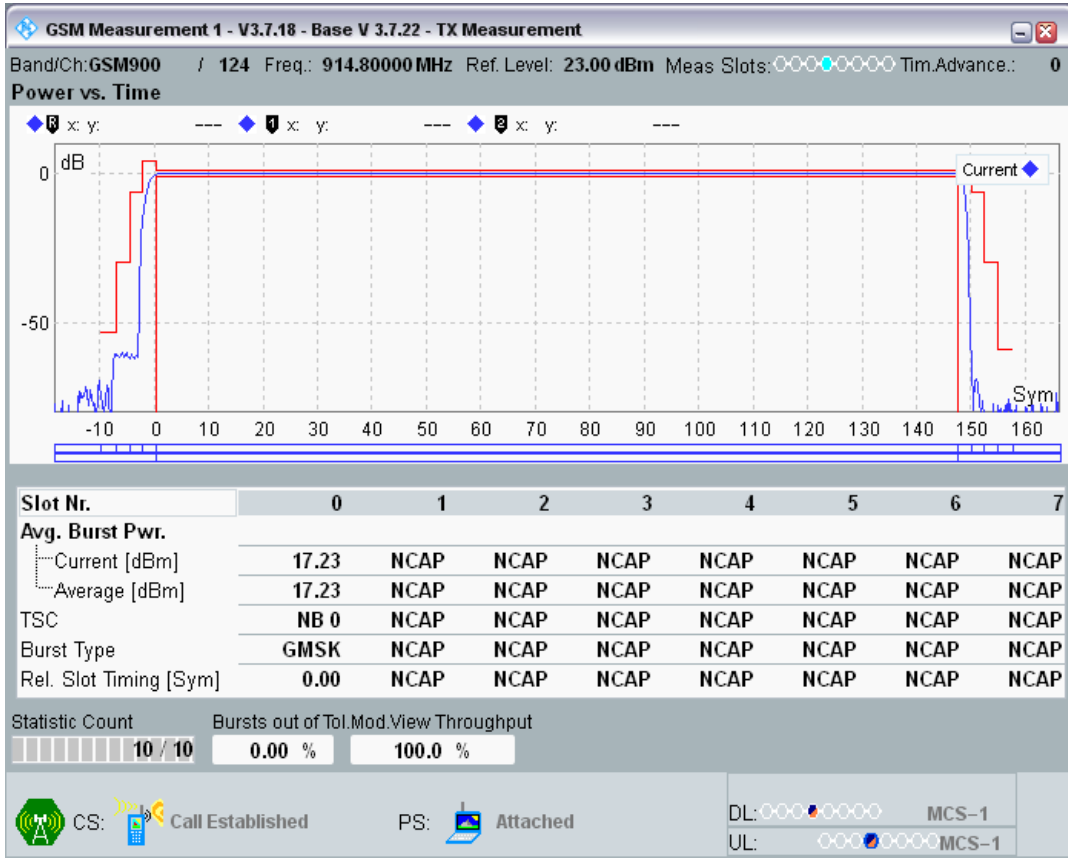 GSM Measurement 1 - V3.7.18 - Base V 3.7.22 - TX Measurement
Band/Ch:GSM900 / 124 Freq.: 914.80000 MHz Ref. Level: 23.00 dBm Meas Slots: Tim.Advance.: 0
Power vs. Time
R x: y: --- 1 x: y: --- 2 x: y: ---
dB
Current
0
-50
Sym
-10 0 10 20 30 40 50 60 70 80 90 100 110 120 130 140 150 160
Slot Nr. 0 1 2 3 4 5 6 7
Avg. Burst Pwr.
Current [dBm] 17.23 NCAP NCAP NCAP NCAP NCAP NCAP NCAP
Average [dBm] 17.23 NCAP NCAP NCAP NCAP NCAP NCAP NCAP
TSC NB 0 NCAP NCAP NCAP NCAP NCAP NCAP NCAP
Burst Type GMSK NCAP NCAP NCAP NCAP NCAP NCAP NCAP
Rel. Slot Timing [Sym] 0.00 NCAP NCAP NCAP NCAP NCAP NCAP NCAP
Statistic Count Bursts out of Tol. Mod.View Throughput
10 / 10 0.00 % 100.0 %
CS: Call Established PS: Attached
DL: MCS-1
UL: MCS-1